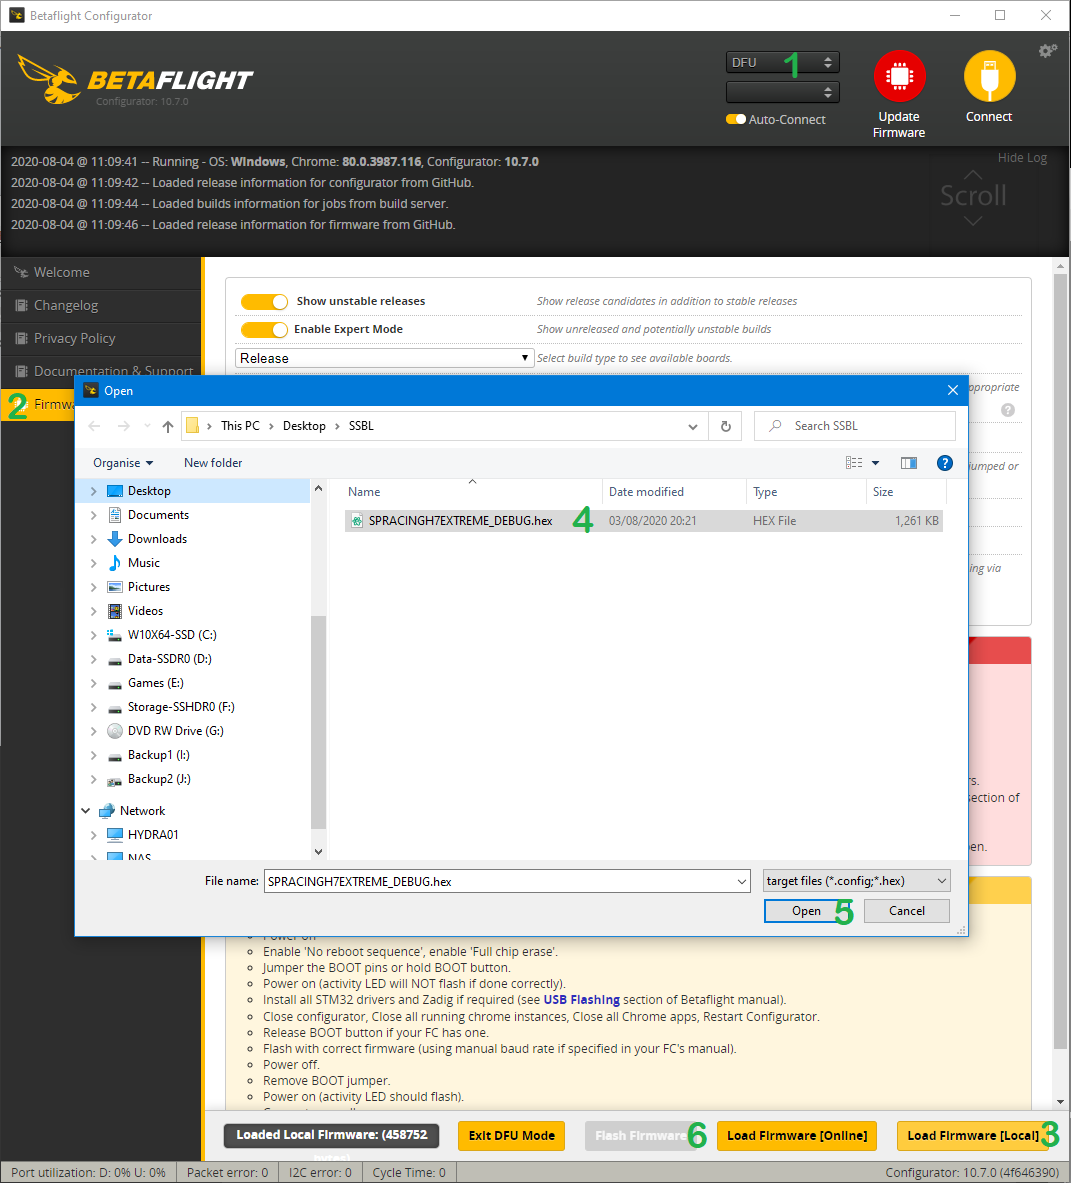 Betaflight Configurator
BETAFLIGHT
Configurator: 10.7.0
DFU 1
Auto-Connect
Update
Firmware
Connect
2020-08-04 @ 11:09:41 -- Running - OS: Windows, Chrome: 80.0.3987.116, Configurator: 10.7.0
2020-08-04 @ 11:09:42 -- Loaded release information for configurator from GitHub.
2020-08-04 @ 11:09:44 -- Loaded builds information for jobs from build server.
2020-08-04 @ 11:09:46 -- Loaded release information for firmware from GitHub.
Hide Log
Scroll
Welcome
Changelog
Privacy Policy
Documentation & Support
2 Firmwa
Show unstable releases Show release candidates in addition to stable releases
Enable Expert Mode Show unreleased and potentially unstable builds
Release Select build type to see available boards.
ppropriate
jumped or
ing via
rs.
section of
en.
Open
This PC > Desktop > SSBL
Search SSBL
Organise New folder
Desktop
Documents
Downloads
Music
Pictures
Videos
W10X64-SSD (C:)
Data-SSDR0 (D:)
Games (E:)
Storage-SSHDR0 (F:)
DVD RW Drive (G:)
Backup1 (I:)
Backup2 (J:)
Network
HYDRA01
NAS
Name Date modified Type Size
SPRACINGH7EXTREME_DEBUG.hex 4 03/08/2020 20:21 HEX File 1,261 KB
File name: SPRACINGH7EXTREME_DEBUG.hex target files (*.config;*.hex)
Open 5 Cancel
Power off
Enable 'No reboot sequence', enable 'Full chip erase'.
Jumper the BOOT pins or hold BOOT button.
Power on (activity LED will NOT flash if done correctly).
Install all STM32 drivers and Zadig if required (see USB Flashing section of Betaflight manual).
Close configurator, Close all running chrome instances, Close all Chrome apps, Restart Configurator.
Release BOOT button if your FC has one.
Flash with correct firmware (using manual baud rate if specified in your FC's manual).
Power off.
Remove BOOT jumper.
Power on (activity LED should flash).
Loaded Local Firmware: (458752
bytes)
Exit DFU Mode
Flash Firmware 6
Load Firmware [Online]
Load Firmware [Local] 3
Port utilization: D: 0% U: 0% Packet error: 0 I2C error: 0 Cycle Time: 0 Configurator: 10.7.0 (4f646390)